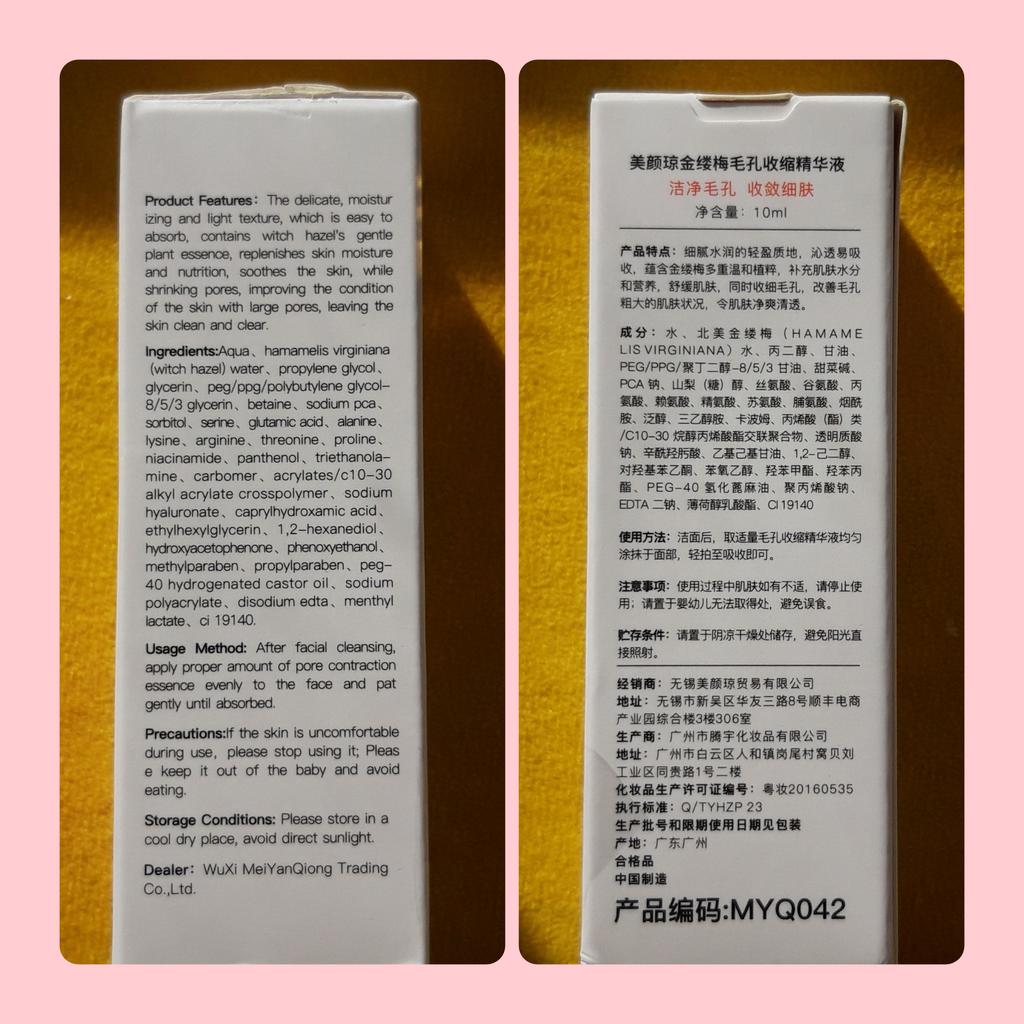 Product Features：The delicate, moistur
izing and light texture, which is easy to
absorb, contains witch hazel's gentle
plant essence, replenishes skin moisture
and nutrition, soothes the skin, while
shrinking pores, improving the condition
of the skin with large pores, leaving the
skin clean and clear.
Ingredients:Aqua、hamamelis virginiana
（witch hazel）water、propylene glycol、
glycerin、peg/ppg/polybutylene glycol-
8/5/3 glycerin、betaine、sodium pca、
sorbitol、serine、glutamic acid、alanine、
lysine、arginine、threonine、proline、
niacinamide、panthenol、triethanola-
mine、carbomer、acrylates/c10-30
alkyl acrylate crosspolymer、sodium
hyaluronate、caprylhydroxamic acid、
ethylhexylglycerin、1,2-hexanediol、
hydroxyacetophenone、phenoxyethanol、
methylparaben、propylparaben、peg-
40 hydrogenated castor oil、sodium
polyacrylate、disodium edta、menthyl
lactate、ci 19140.
Usage Method: After facial cleansing,
apply proper amount of pore contraction
essence evenly to the face and pat
gently until absorbed.
Precautions:If the skin is uncomfortable
during use，please stop using it; Pleas
e keep it out of the baby and avoid
eating.
Storage Conditions: Please store in a
cool dry place, avoid direct sunlight.
Dealer：WuXi MeiYanQiong Trading
Co.,Ltd.
美颜琼金缕梅毛孔收缩精华液
洁净毛孔 收敛细肤
净含量：10ml
产品特点：细腻水润的轻盈质地，沁透易吸
收，蕴含金缕梅多重温和植粹，补充肌肤水分
和营养，舒缓肌肤，同时收细毛孔，改善毛孔
粗大的肌肤状况，令肌肤净爽清透。
成分：水、北美金缕梅（HAMAME
LIS VIRGINIANA）水、丙二醇、甘油、
PEG/PPG/聚丁二醇-8/5/3 甘油、甜菜碱、
PCA 钠、山梨（糖）醇、丝氨酸、谷氨酸、丙
氨酸、赖氨酸、精氨酸、苏氨酸、脯氨酸、烟酰
胺、泛醇、三乙醇胺、卡波姆、丙烯酸（酯）类
/C10-30 烷醇丙烯酸酯交联聚合物、透明质酸
钠、辛酰羟肟酸、乙基己基甘油、1,2-己二醇、
对羟基苯乙酮、苯氧乙醇、羟苯甲酯、羟苯丙
酯、PEG-40 氢化蓖麻油、聚丙烯酸钠、
EDTA 二钠、薄荷醇乳酸酯、CI 19140
使用方法：洁面后，取适量毛孔收缩精华液均匀
涂抹于面部，轻拍至吸收即可。
注意事项：使用过程中肌肤如有不适，请停止使
用；请置于婴幼儿无法取得处，避免误食。
贮存条件：请置于阴凉干燥处储存，避免阳光直
接照射。
经销商：无锡美颜琼贸易有限公司
地址：无锡市新吴区华友三路8号顺丰电商
产业园综合楼3楼306室
生产商：广州市腾宇化妆品有限公司
地址：广州市白云区人和镇岗尾村窝贝刘
工业区同贵路1号二楼
化妆品生产许可证编号：粤妆20160535
执行标准：Q/TYHZP 23
生产批号和限期使用日期见包装
产地：广东广州
合格品
中国制造
产品编码:MYQ042